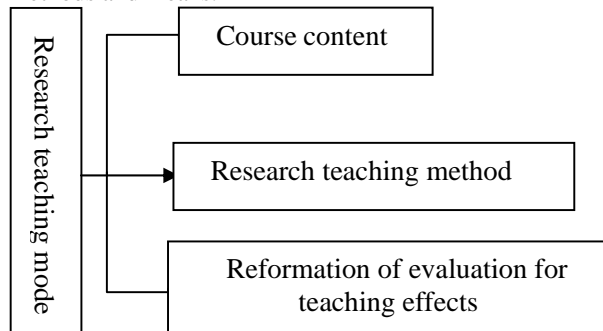 Research teaching mode
Course content
Research teaching method
Reformation of evaluation for
teaching effects